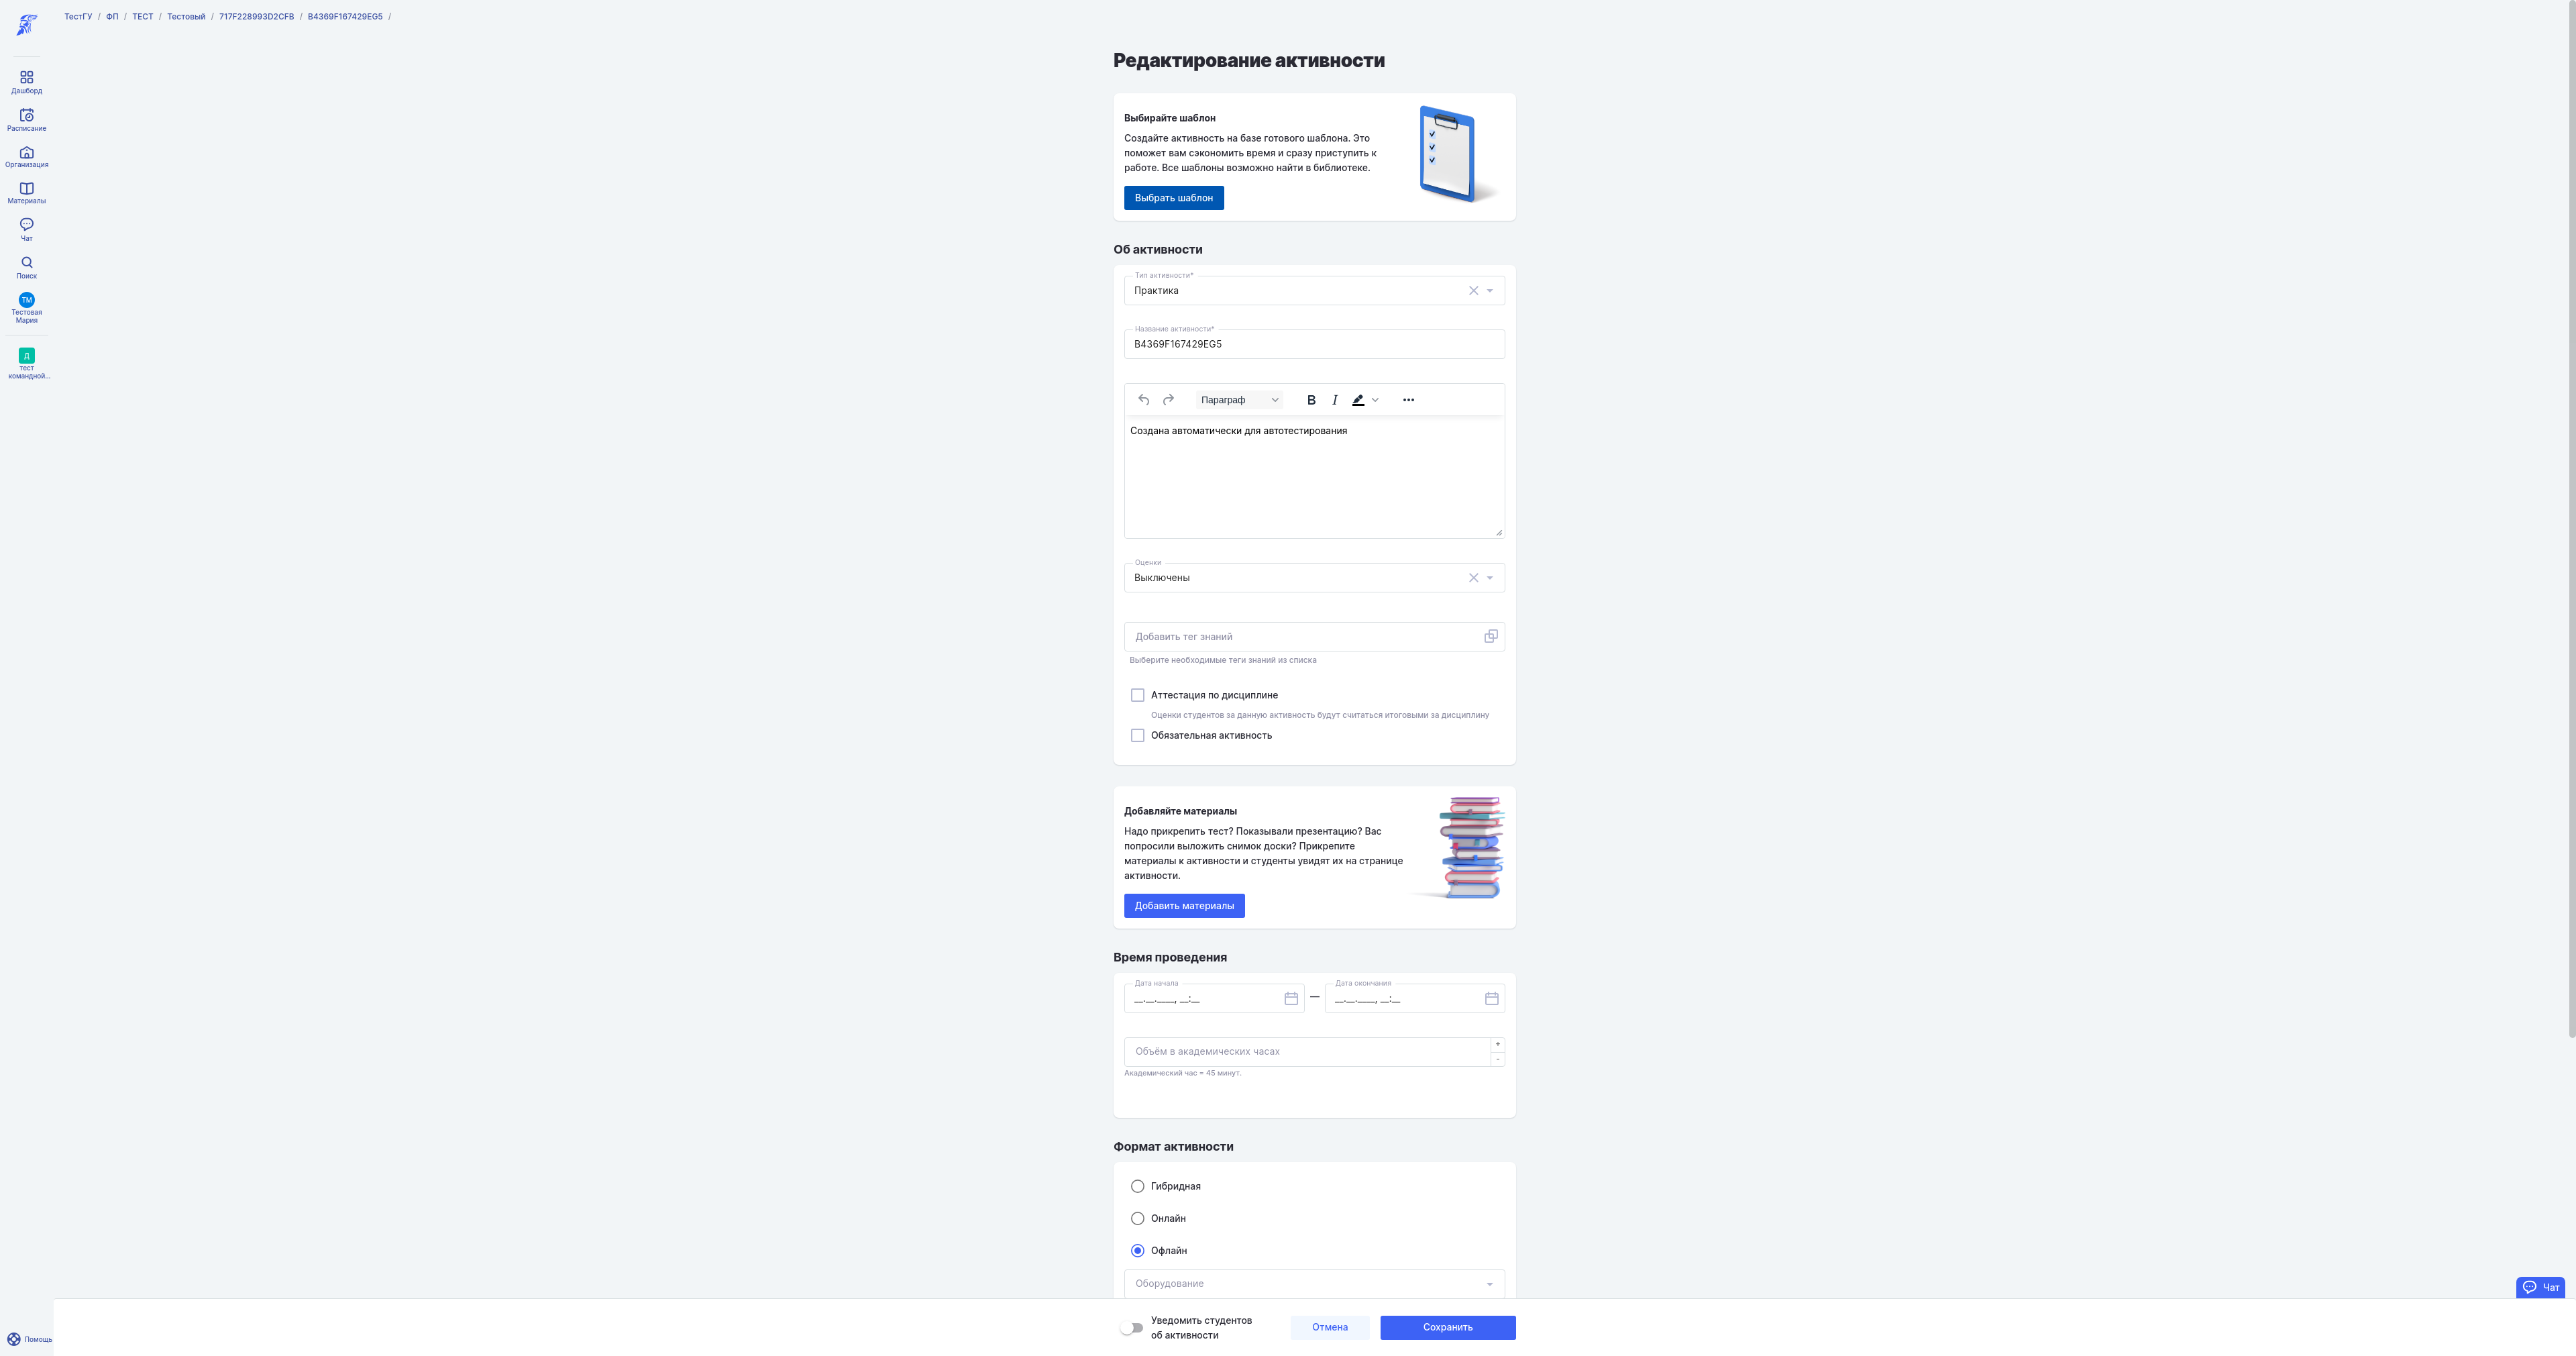 ТестГУ / ФП / ТЕСТ / Тестовый / 717F228993D2CFB / B4369F167429EG5 /
Дашборд
Расписание
Организация
Материалы
Чат
Поиск
ТМ
Тестовая
Мария
Д
тест
командной...
Редактирование активности
Выбирайте шаблон
Создайте активность на базе готового шаблона. Это
поможет вам сэкономить время и сразу приступить к
работе. Все шаблоны возможно найти в библиотеке.
Выбрать шаблон
Об активности
Тип активности*
Практика
Название активности*
B4369F167429EG5
Параграф B I
Создана автоматически для автотестирования
Оценки
Выключены
Добавить тег знаний
Выберите необходимые теги знаний из списка
Аттестация по дисциплине
Оценки студентов за данную активность будут считаться итоговыми за дисциплину
Обязательная активность
Добавляйте материалы
Надо прикрепить тест? Показывали презентацию? Вас
попросили выложить снимок доски? Прикрепите
материалы к активности и студенты увидят их на странице
активности.
Добавить материалы
Время проведения
Дата начала
__.__.____, __:__
—
Дата окончания
__.__.____, __:__
Объём в академических часах
+
-
Академический час = 45 минут.
Формат активности
Гибридная
Онлайн
Офлайн
Оборудование
Чат
Помощь
Уведомить студентов
об активности
Отмена
Сохранить